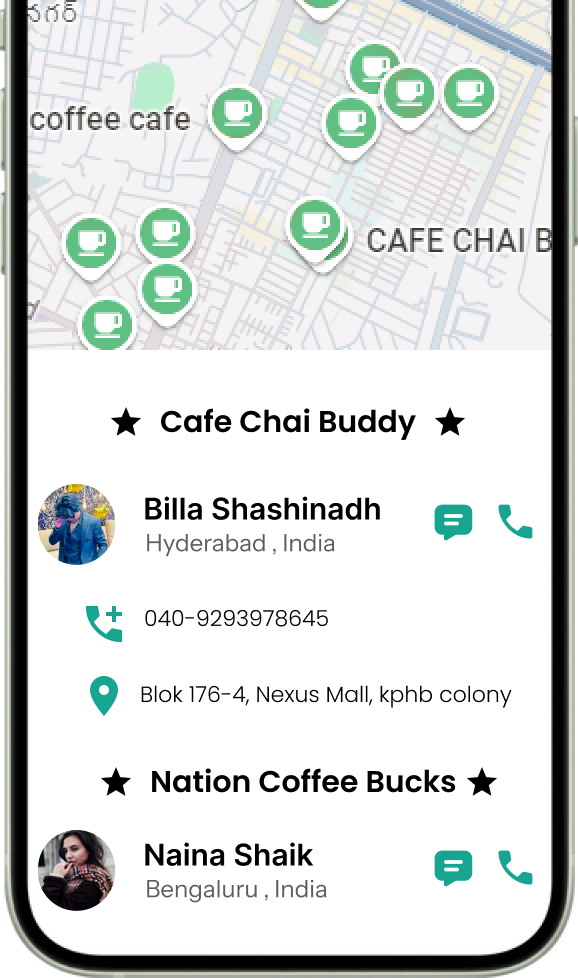 coffee cafe
CAFE CHAI B
d
Cafe Chai Buddy
Billa Shashinadh
Hyderabad , India
040-9293978645
Blok 176-4, Nexus Mall, kphb colony
Nation Coffee Bucks
Naina Shaik
Bengaluru , India